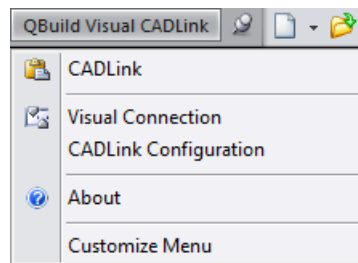 QBuild Visual CADLink
CADLink
Visual Connection
CADLink Configuration
About
Customize Menu